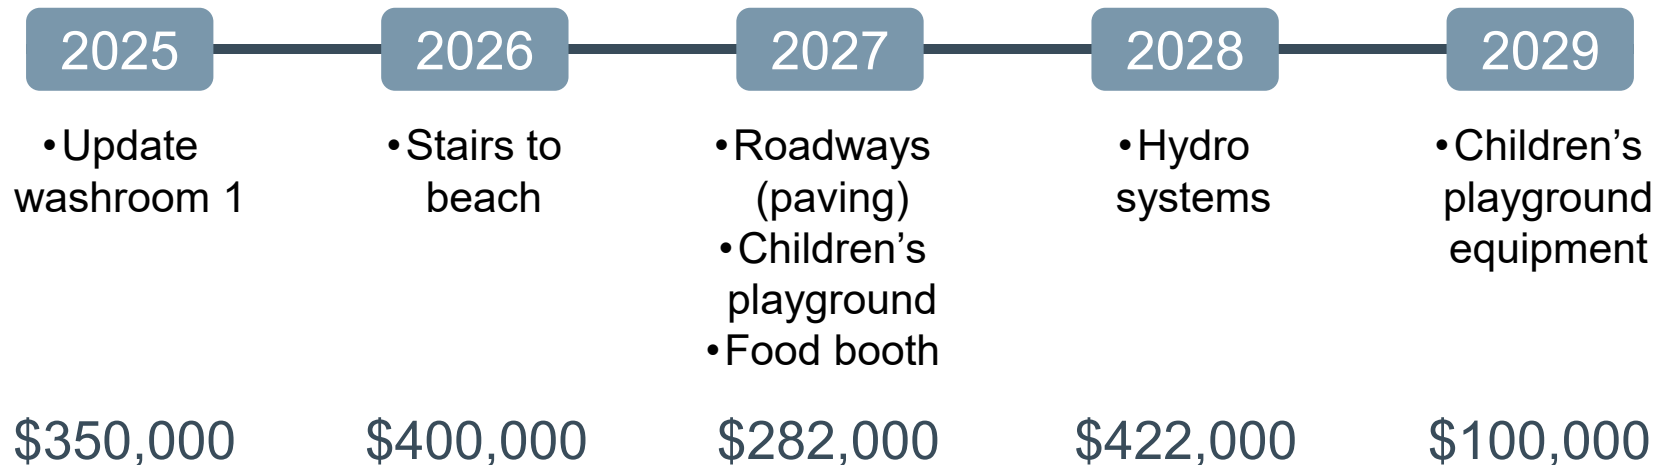 2025 2026 2027 2028 2029
•Update
washroom 1
•Stairs to
beach
•Roadways
(paving)
•Children’s
playground
•Food booth
•Hydro
systems
•Children’s
playground
equipment
$350,000 $400,000 $282,000 $422,000 $100,000